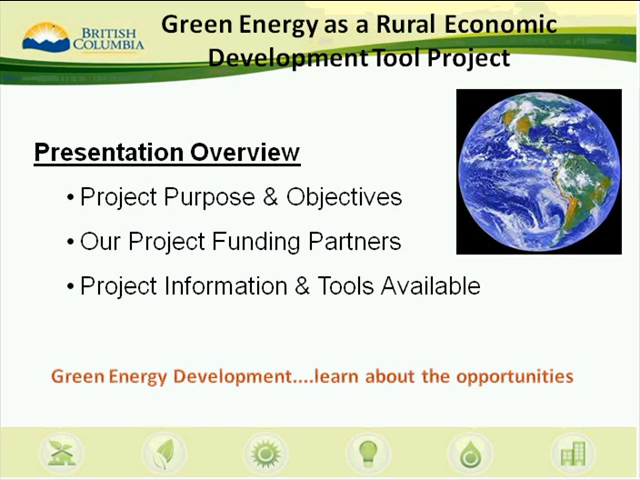 BRITISH
COLUMBIA
Green Energy as a Rural Economic
Development Tool Project
Presentation Overview
• Project Purpose & Objectives
• Our Project Funding Partners
• Project Information & Tools Available
Green Energy Development....learn about the opportunities